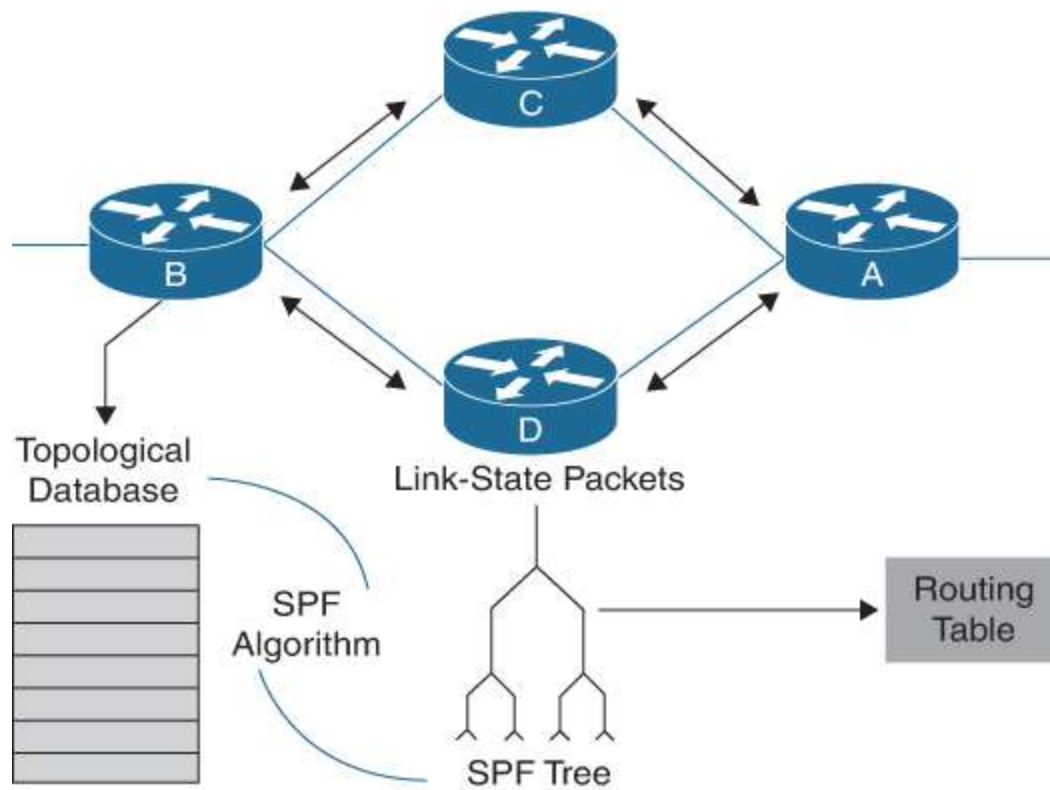 C
B
A
D
Topological
Database
Link-State Packets
SPF
Algorithm
Routing
Table
SPF Tree